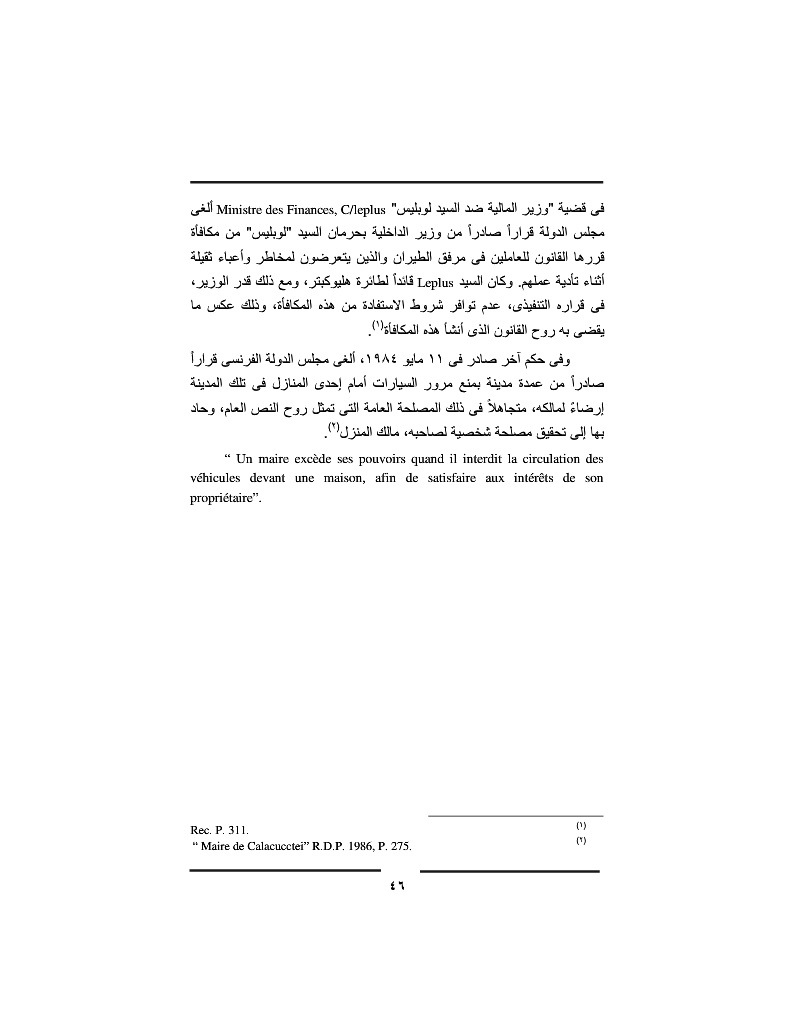 فى قضية "وزير المالية ضد السيد لوبليس" Ministre des Finances, C/leplus ألغى
مجلس الدولة قراراً صادراً من وزير الداخلية بحرمان السيد "لوبليس" من مكافأة
قررها القانون للعاملين فى مرفق الطيران والذين يتعرضون لمخاطر وأعباء ثقيلة
أثناء تأدية عملهم. وكان السيد Leplus قائداً لطائرة هليوكبتر، ومع ذلك قدر الوزير،
فى قراره التنفيذى، عدم توافر شروط الاستفادة من هذه المكافأة، وذلك عكس ما
يقضى به روح القانون الذى أنشأ هذه المكافأة(١).
وفى حكم آخر صادر فى ١١ مايو ١٩٨٤، ألغى مجلس الدولة الفرنسى قراراً
صادراً من عمدة مدينة بمنع مرور السيارات أمام إحدى المنازل فى تلك المدينة
إرضاءً لمالكه، متجاهلاً فى ذلك المصلحة العامة التى تمثل روح النص العام، وحاد
بها إلى تحقيق مصلحة شخصية لصاحبه، مالك المنزل(٢).
“ Un maire excède ses pouvoirs quand il interdit la circulation des
véhicules devant une maison, afin de satisfaire aux intérêts de son
propriétaire”.
(١) Rec. P. 311.
(٢) “ Maire de Calacucctei” R.D.P. 1986, P. 275.
٤٦